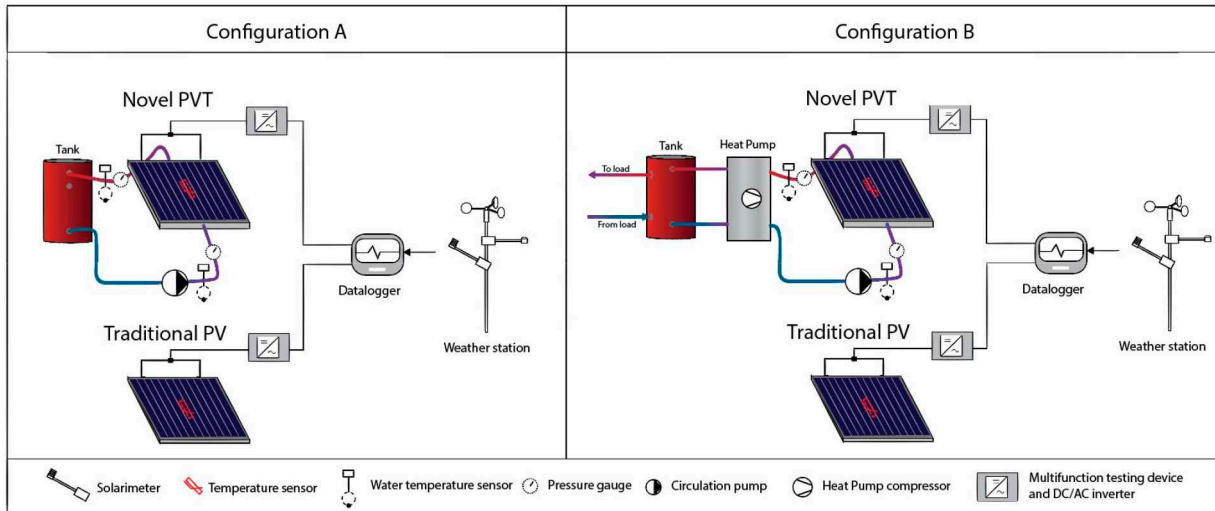 Configuration A
Configuration B
Novel PVT
Tank
Datalogger
Weather station
Traditional PV
Novel PVT
Tank
Heat Pump
To load
From load
Datalogger
Weather station
Traditional PV
Solarimeter
Temperature sensor
Water temperature sensor
Pressure gauge
Circulation pump
Heat Pump compressor
Multifunction testing device
and DC/AC inverter